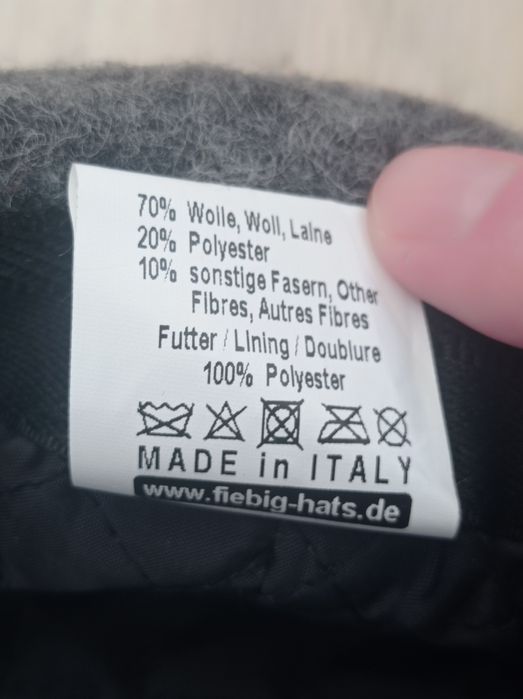 70% Wolle, Woll, Laine
20% Polyester
10% sonstige Fasern, Other
Fibres, Autres Fibres
Futter / Lining / Doublure
100% Polyester
MADE in ITALY
www.fiebig-hats.de